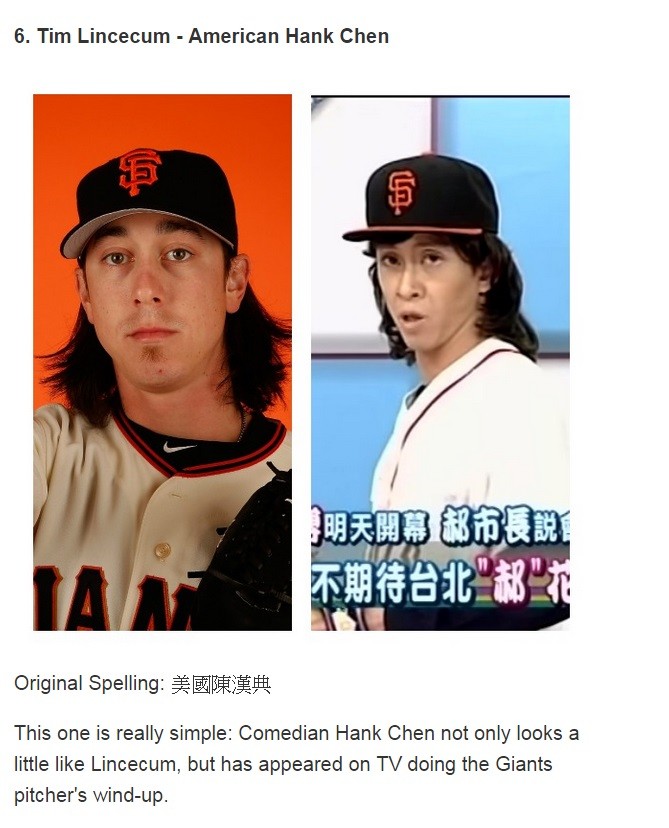 6. Tim Lincecum - American Hank Chen
SF
SF
明天開幕 郝市長說
不期待台北"郝"花
IAN
Original Spelling: 美國陳漢典
This one is really simple: Comedian Hank Chen not only looks a
little like Lincecum, but has appeared on TV doing the Giants
pitcher's wind-up.